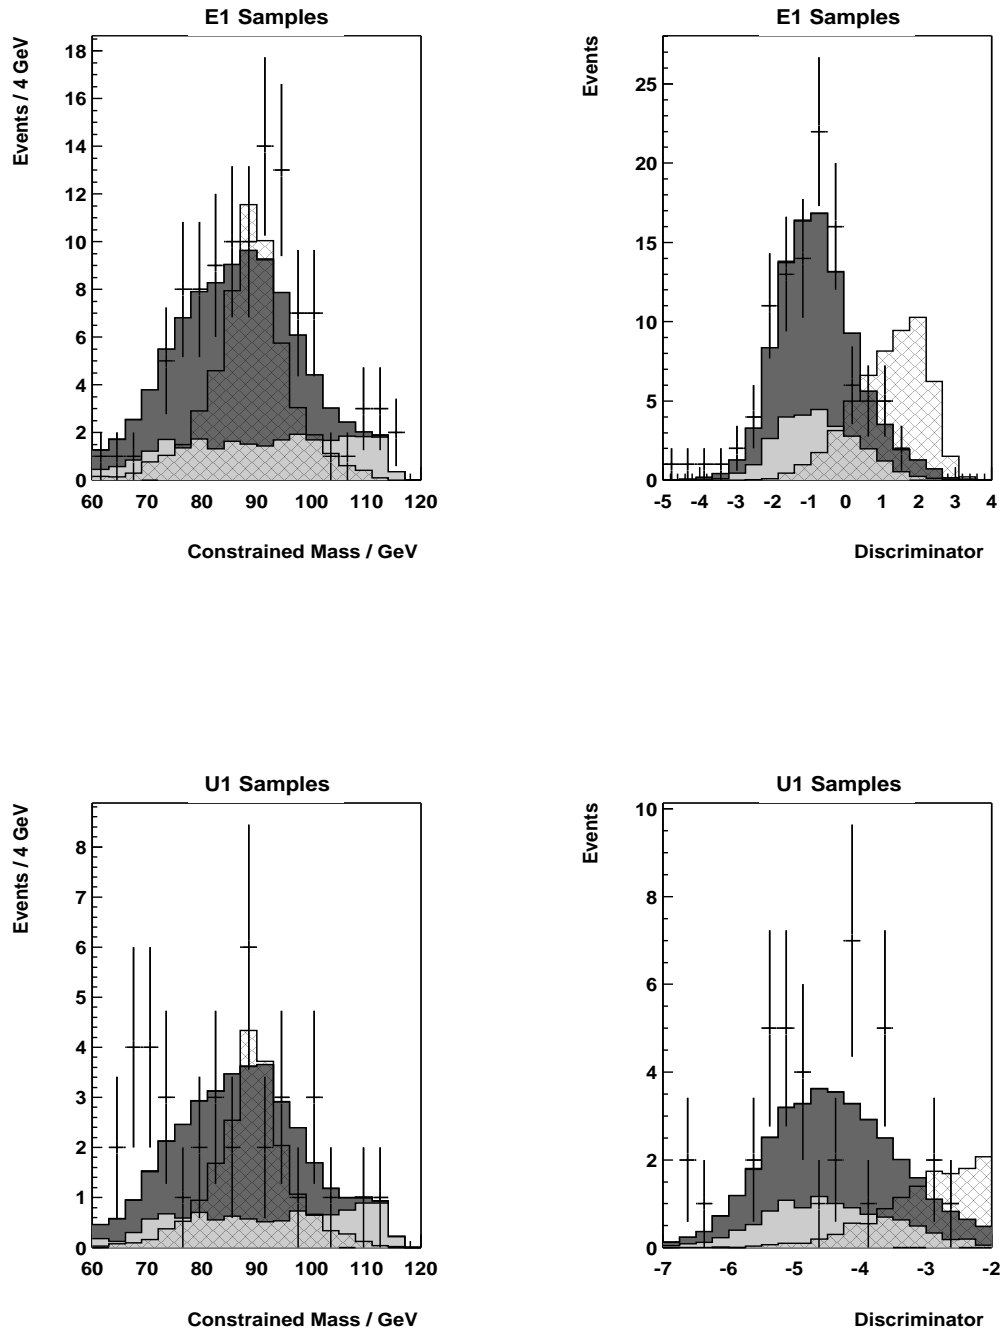 E1 Samples
Events / 4 GeV
18
16
14
12
10
8
6
4
2
0
60 70 80 90 100 110 120
Constrained Mass / GeV
E1 Samples
Events
25
20
15
10
5
0
-5 -4 -3 -2 -1 0 1 2 3 4
Discriminator
U1 Samples
Events / 4 GeV
8
7
6
5
4
3
2
1
0
60 70 80 90 100 110 120
Constrained Mass / GeV
U1 Samples
Events
10
8
6
4
2
0
-7 -6 -5 -4 -3 -2
Discriminator